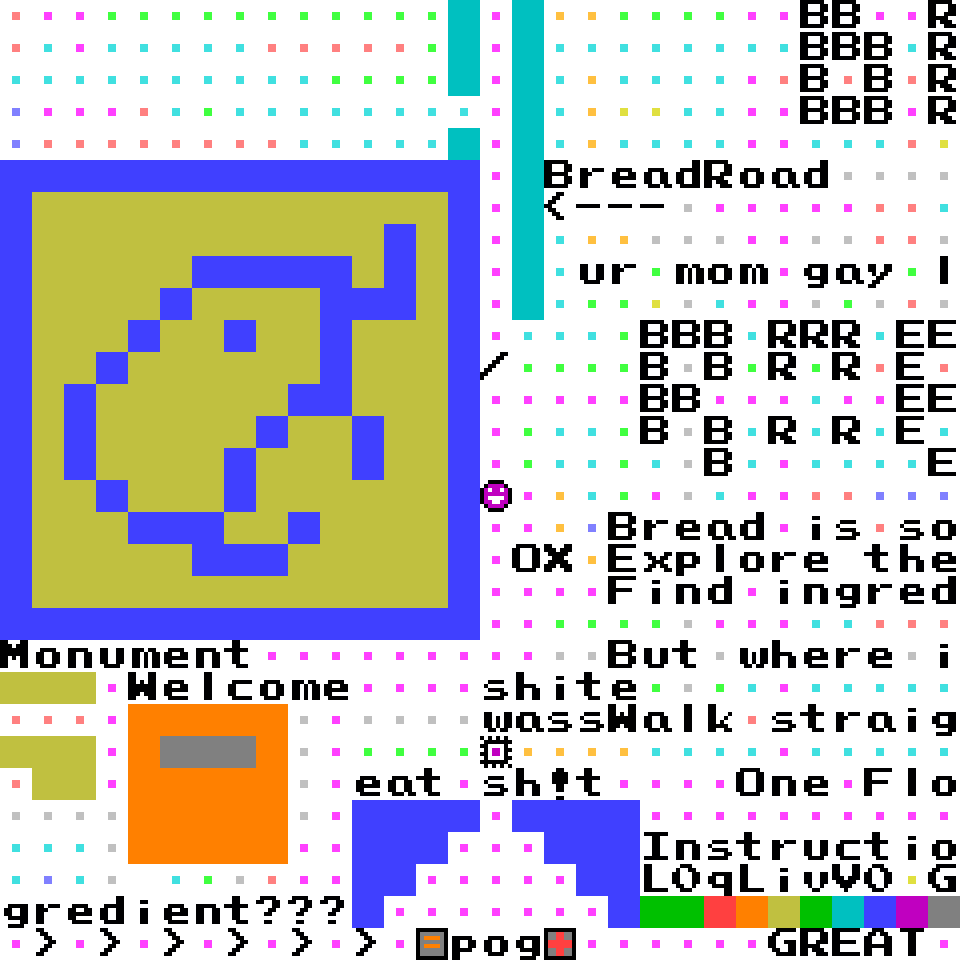 BB R
BBB R
B B R
BBB R
BreadRoad
<---
ur mom gay I
BBB RRR EE
B B R R E
BB EE
B B R R E
B E
Bread is so
OX Explore the
Find ingred
Monument But where i
Welcome shite
wassWalk straig
eat sh!t One Flo
Instructio
gredient???
> > > > > > =pog+ GREAT